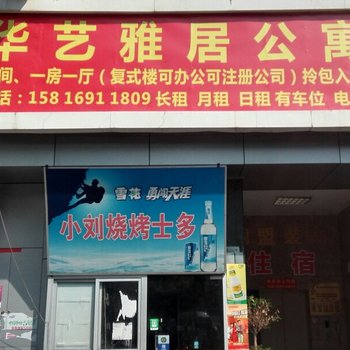 华艺雅居公寓
间、一房一厅（复式楼可办公可注册公司）拎包入
话：158 1691 1809 长租 月租 日租 有车位 电
雪花 勇闯天涯
小刘烧烤士多
住宿